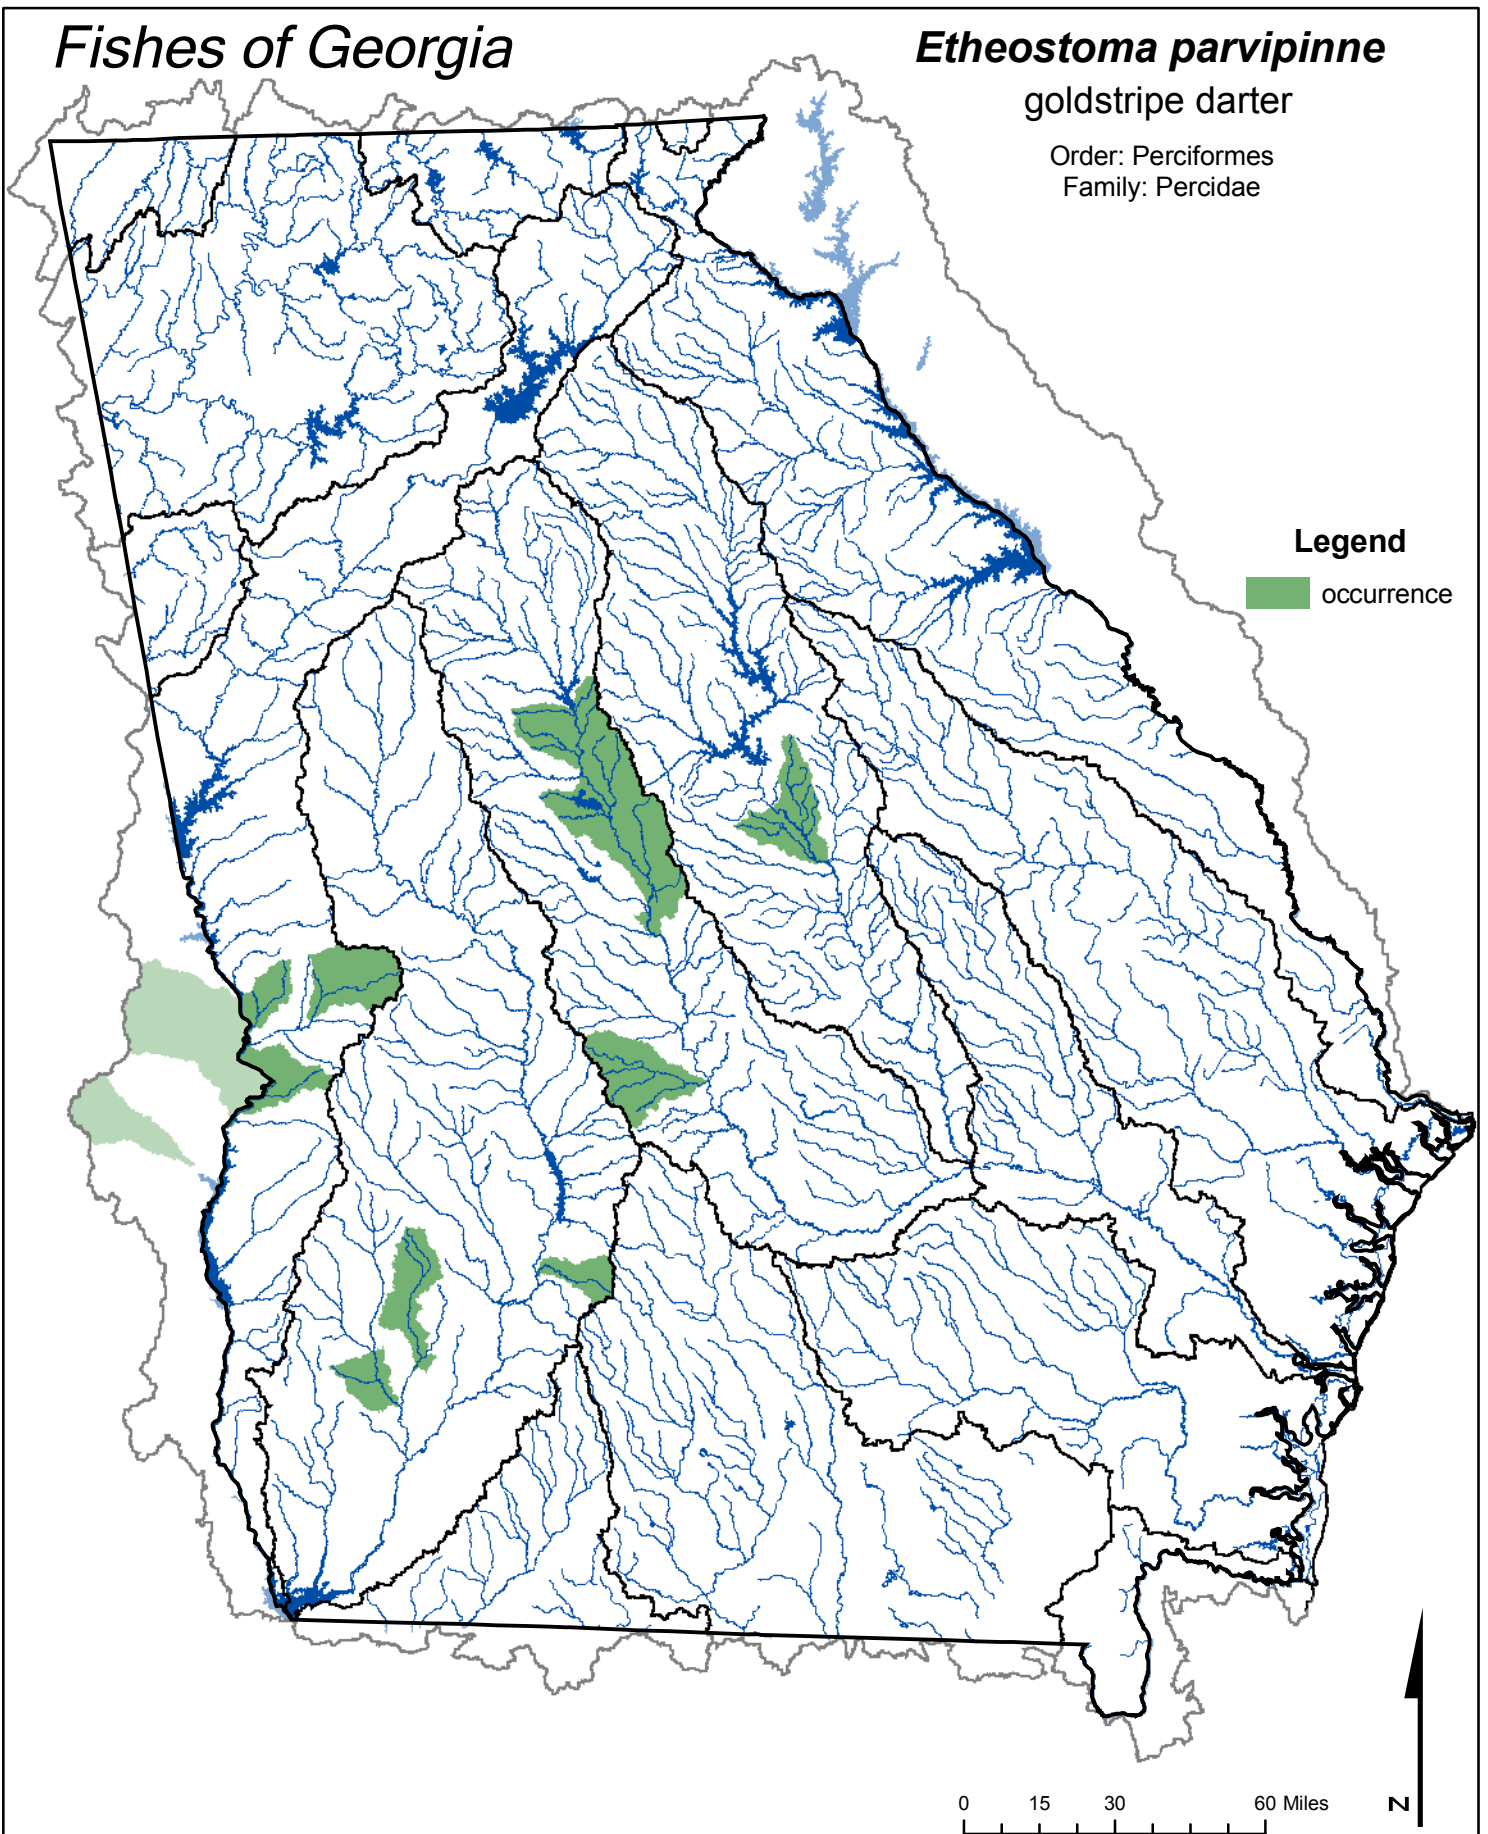 Fishes of Georgia
Etheostoma parvipinne
goldstripe darter
Order: Perciformes
Family: Percidae
Legend
occurrence
0 15 30 60 Miles
N